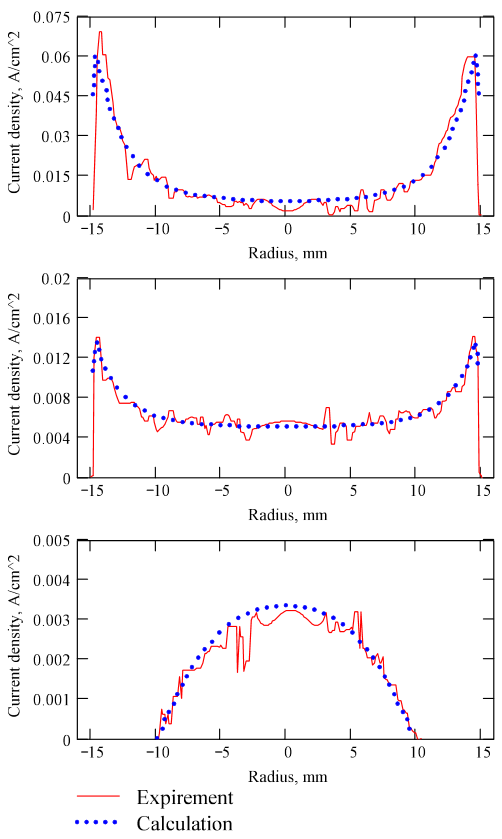 Current density, A/cm^2
0.075
0.06
0.045
0.03
0.015
0
−15 −10 −5 0 5 10 15
Radius, mm
Current density, A/cm^2
0.02
0.016
0.012
0.008
0.004
0
−15 −10 −5 0 5 10 15
Radius, mm
Current density, A/cm^2
0.005
0.004
0.003
0.002
0.001
0
−15 −10 −5 0 5 10 15
Radius, mm
Expirement
Calculation